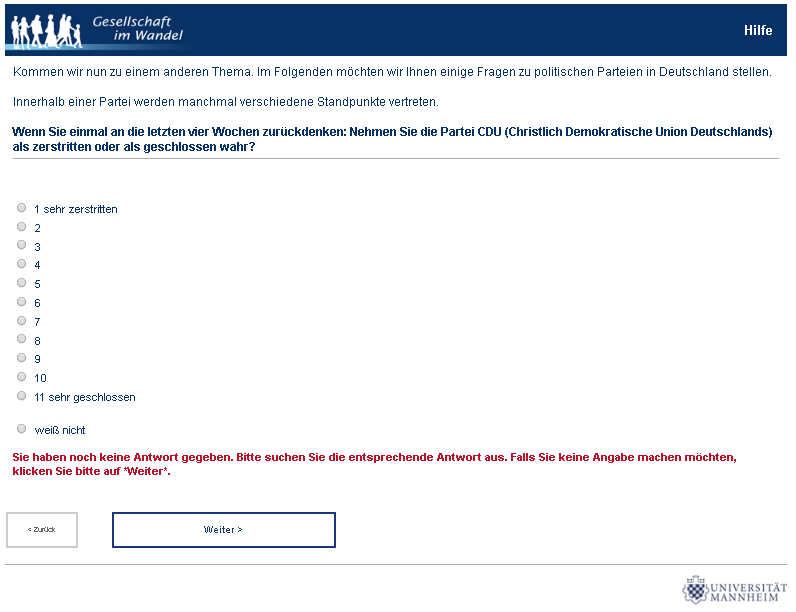 Gesellschaft
im Wandel
Hilfe
Kommen wir nun zu einem anderen Thema. Im Folgenden möchten wir Ihnen einige Fragen zu politischen Parteien in Deutschland stellen.
Innerhalb einer Partei werden manchmal verschiedene Standpunkte vertreten.
Wenn Sie einmal an die letzten vier Wochen zurückdenken: Nehmen Sie die Partei CDU (Christlich Demokratische Union Deutschlands)
als zerstritten oder als geschlossen wahr?
1 sehr zerstritten
2
3
4
5
6
7
8
9
10
11 sehr geschlossen
weiß nicht
Sie haben noch keine Antwort gegeben. Bitte suchen Sie die entsprechende Antwort aus. Falls Sie keine Angabe machen möchten,
klicken Sie bitte auf *Weiter*.
< Zurück
Weiter >
UNIVERSITÄT
MANNHEIM